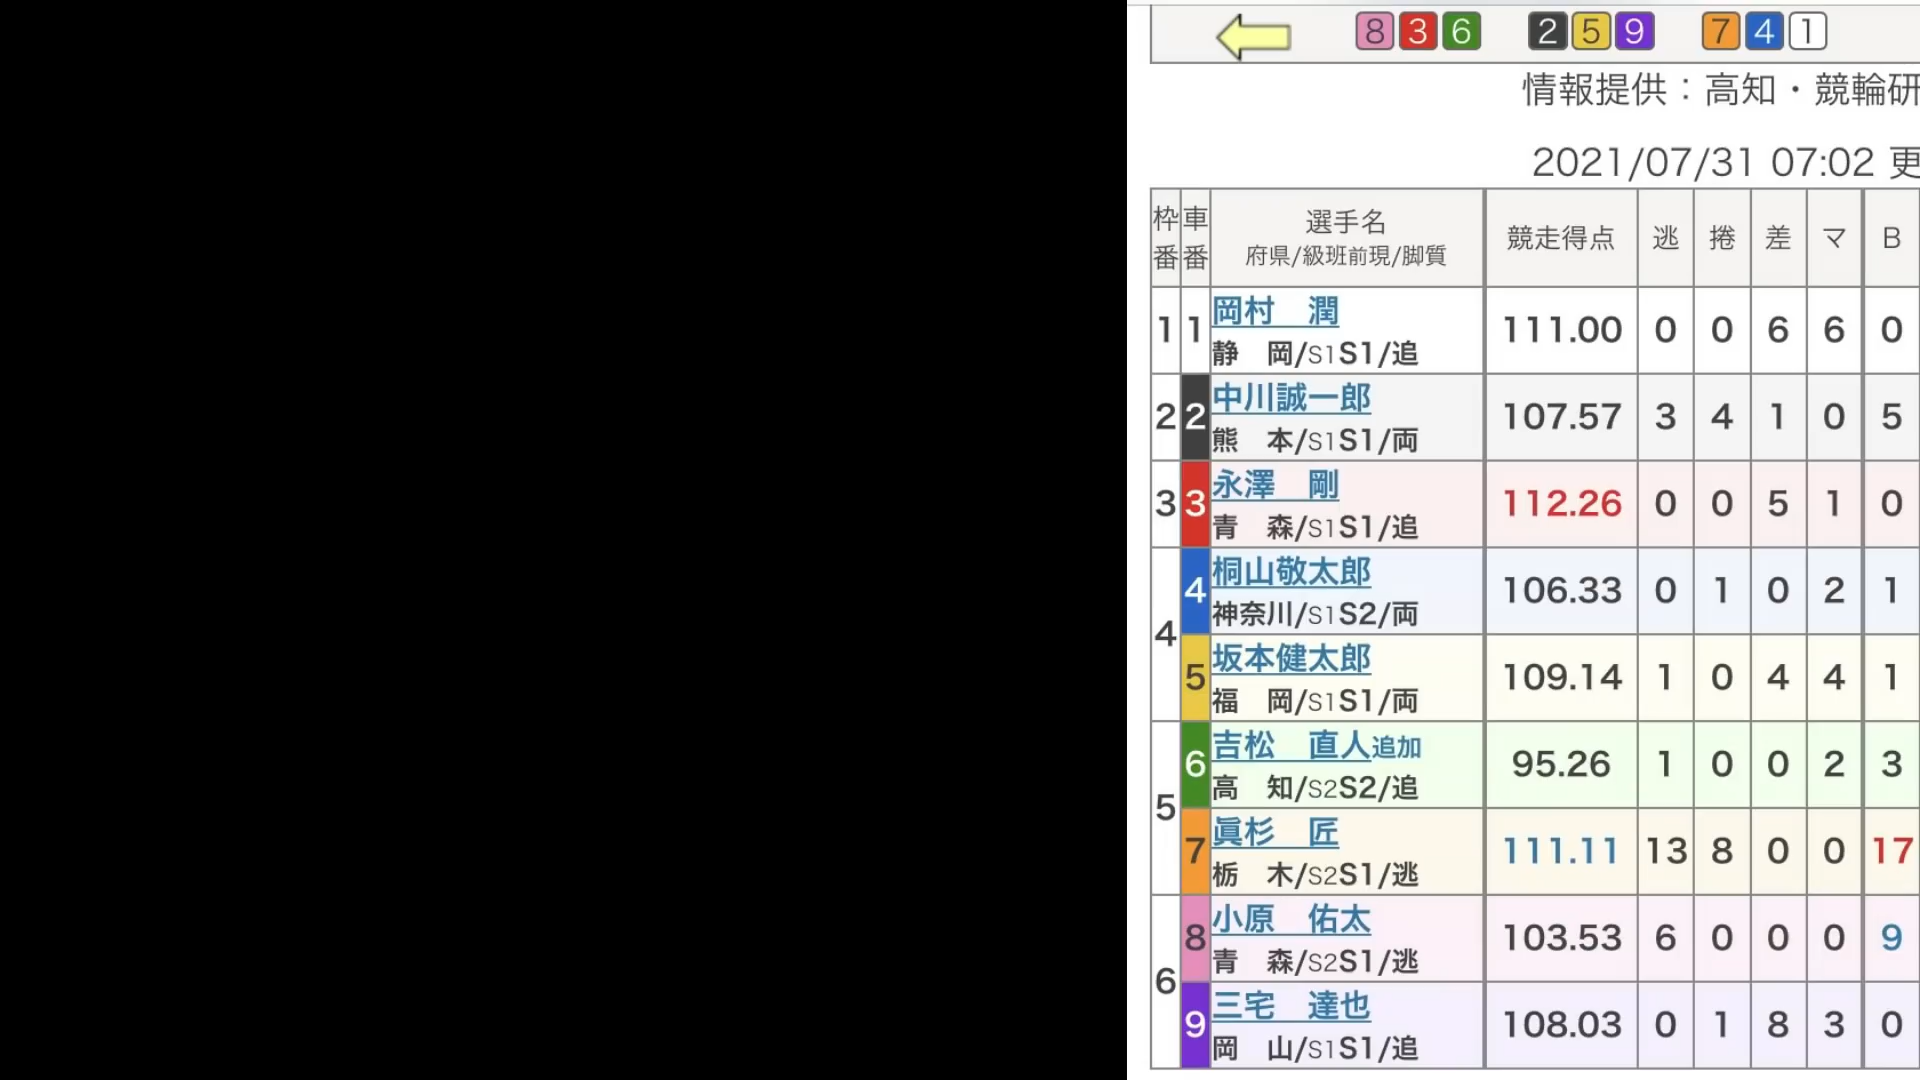 8 3 6 2 5 9 7 4 1
情報提供：高知・競輪研
2021/07/31 07:02 更
枠番 車番 選手名 府県/級班前現/脚質 競走得点 逃 捲 差 マ B
1 1 岡村　潤 111.00 0 0 6 6 0
静　岡/S1S1/追
2 2 中川誠一郎 107.57 3 4 1 0 5
熊　本/S1S1/両
3 3 永澤　剛 112.26 0 0 5 1 0
青　森/S1S1/追
4 4 桐山敬太郎 106.33 0 1 0 2 1
神奈川/S1S2/両
5 坂本健太郎 109.14 1 0 4 4 1
福　岡/S1S1/両
5 6 吉松　直人追加 95.26 1 0 0 2 3
高　知/S2S2/追
7 眞杉　匠 111.11 13 8 0 0 17
栃　木/S2S1/逃
6 8 小原　佑太 103.53 6 0 0 0 9
青　森/S2S1/逃
9 三宅　達也 108.03 0 1 8 3 0
岡　山/S1S1/追